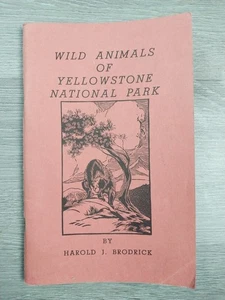 WILD ANIMALS
OF
YELLOWSTONE
NATIONAL PARK
BY
HAROLD J. BRODRICK